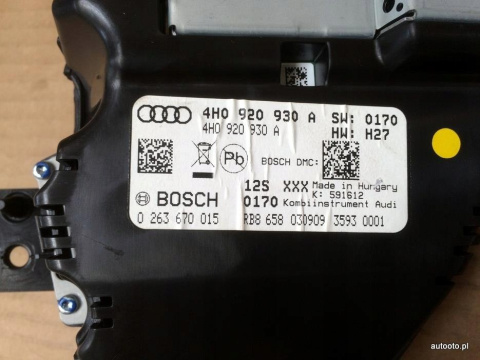 4H0 920 930 A SW: 0170
4H0 920 930 A HW: H27
Pb BOSCH DMC:
BOSCH 12S XXX Made in Hungary
K: 591612
0170 Kombiinstrument Audi
0 263 670 015 RB8 658 030909 3593 0001
autooto.pl